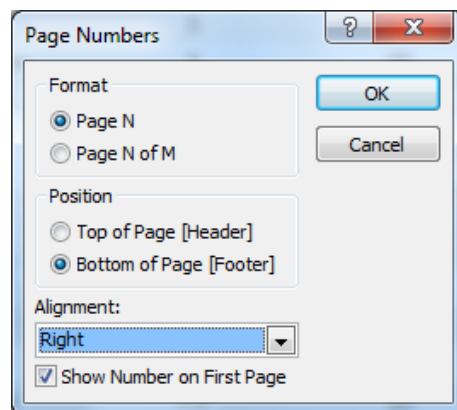 Page Numbers
Format
Page N
Page N of M
OK
Cancel
Position
Top of Page [Header]
Bottom of Page [Footer]
Alignment:
Right
Show Number on First Page